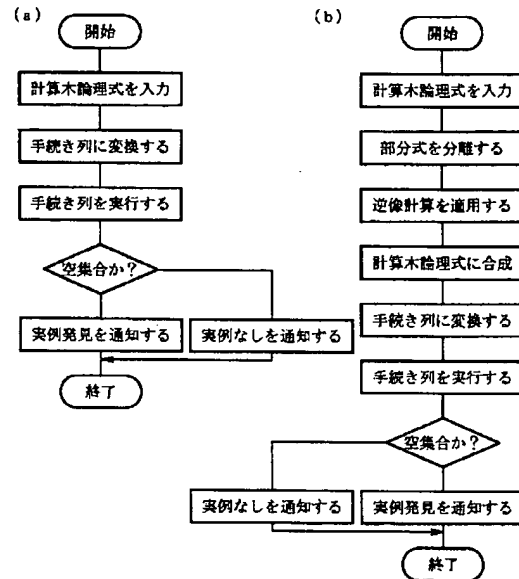 (a)
開始
計算木論理式を入力
手続き列に変換する
手続き列を実行する
空集合か?
実例発見を通知する
実例なしを通知する
終了
(b)
開始
計算木論理式を入力
部分式を分離する
逆像計算を適用する
計算木論理式に合成
手続き列に変換する
手続き列を実行する
空集合か?
実例なしを通知する
実例発見を通知する
終了